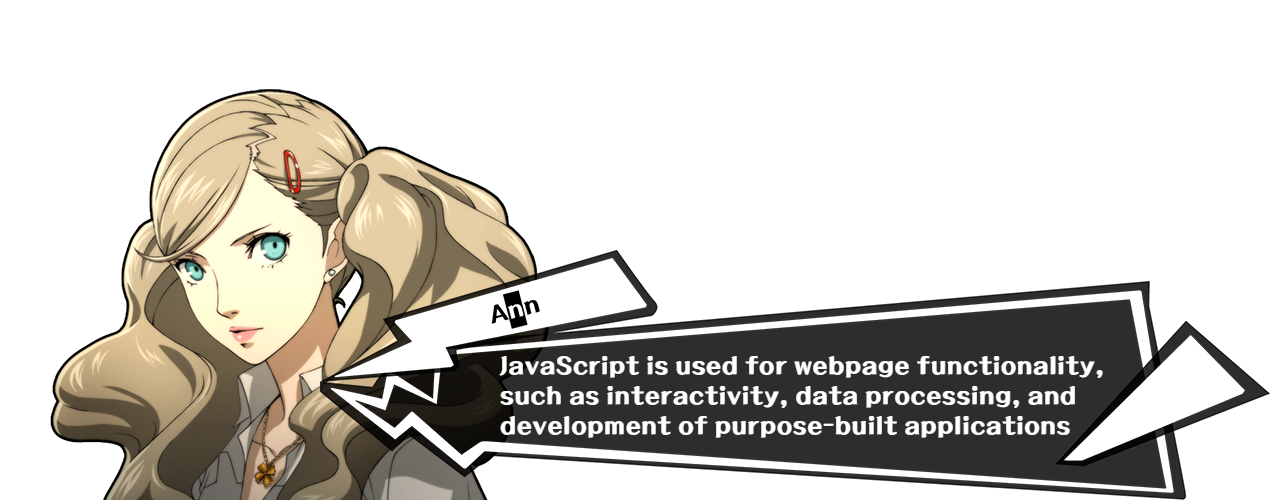 Ann
JavaScript is used for webpage functionality,
such as interactivity, data processing, and
development of purpose-built applications